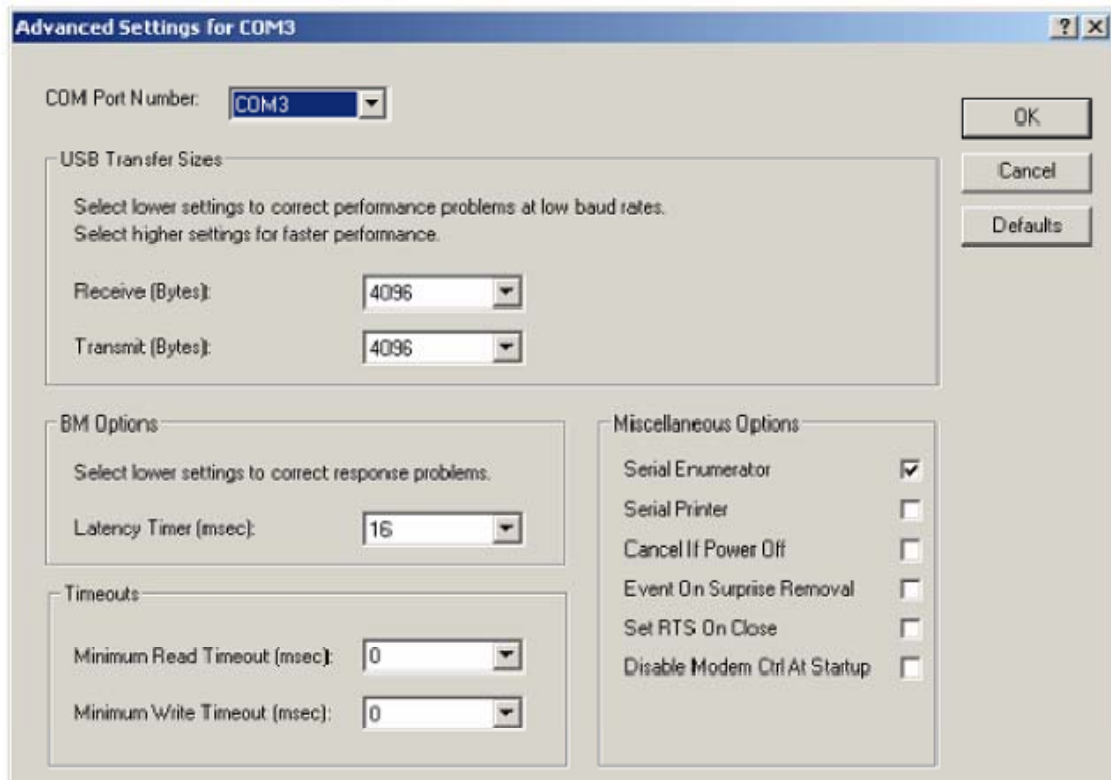 Advanced Settings for COM3
COM Port Number: COM3
OK
Cancel
Defaults
USB Transfer Sizes
Select lower settings to correct performance problems at low baud rates.
Select higher settings for faster performance.
Receive (Bytes): 4096
Transmit (Bytes): 4096
BM Options
Select lower settings to correct response problems.
Latency Timer (msec): 16
Timeouts
Minimum Read Timeout (msec): 0
Minimum Write Timeout (msec): 0
Miscellaneous Options
Serial Enumerator
Serial Printer
Cancel If Power Off
Event On Surprise Removal
Set RTS On Close
Disable Modem Ctrl At Startup